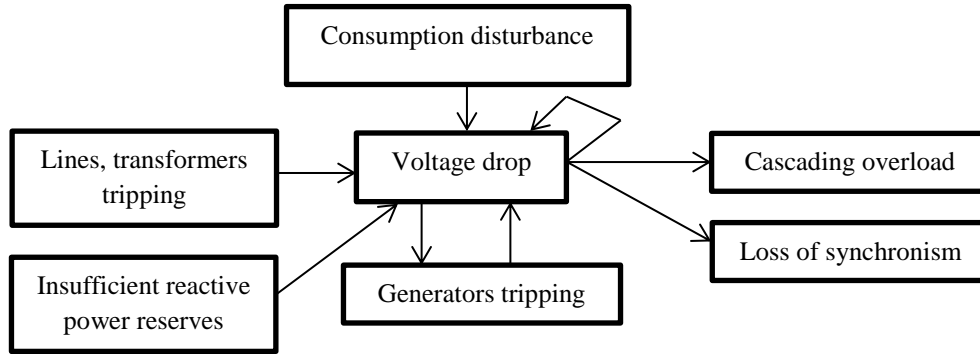 Consumption disturbance
Lines, transformers
tripping
Voltage drop
Cascading overload
Loss of synchronism
Insufficient reactive
power reserves
Generators tripping